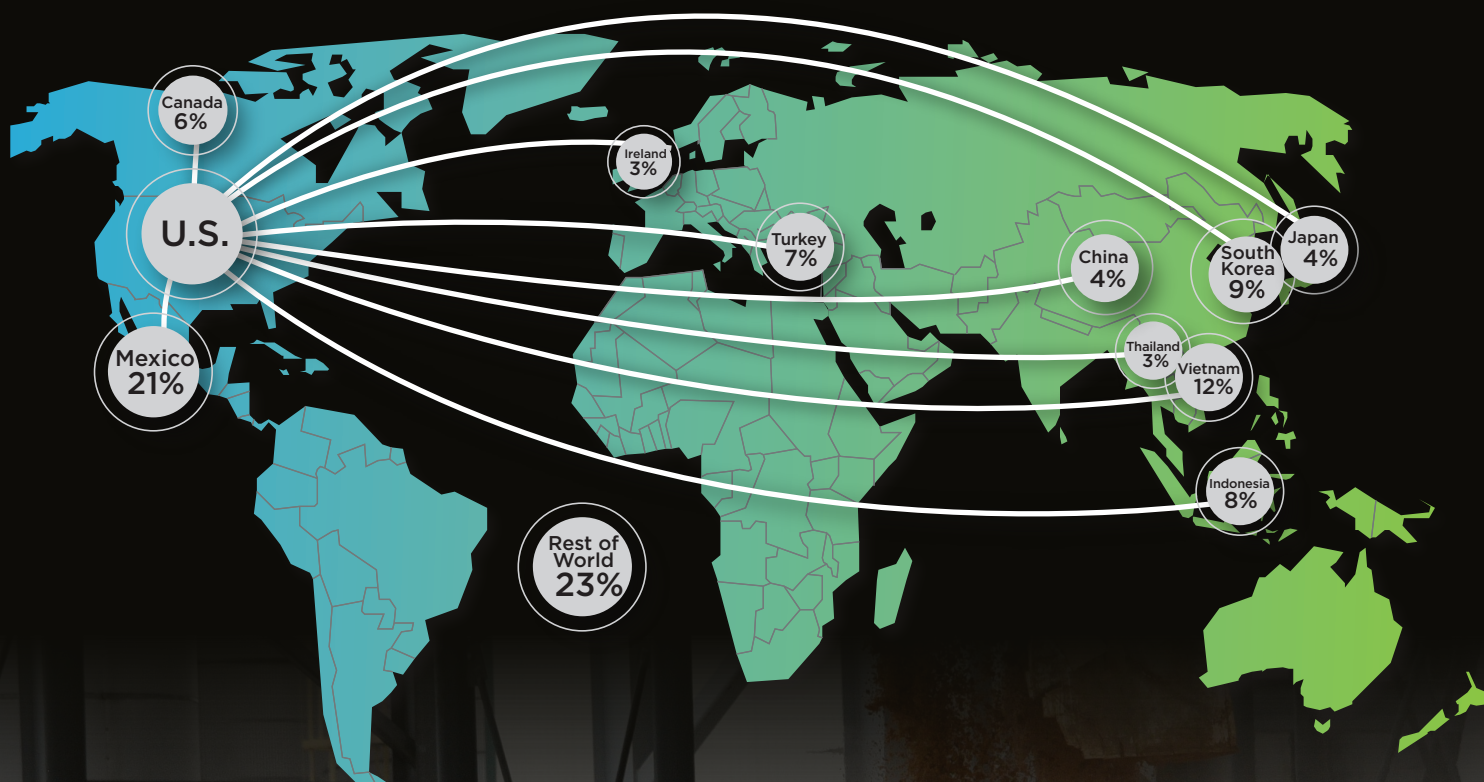 Canada
6%
U.S.
Mexico
21%
Ireland
3%
Turkey
7%
China
4%
South
Korea
9%
Japan
4%
Thailand
3%
Vietnam
12%
Indonesia
8%
Rest of
World
23%